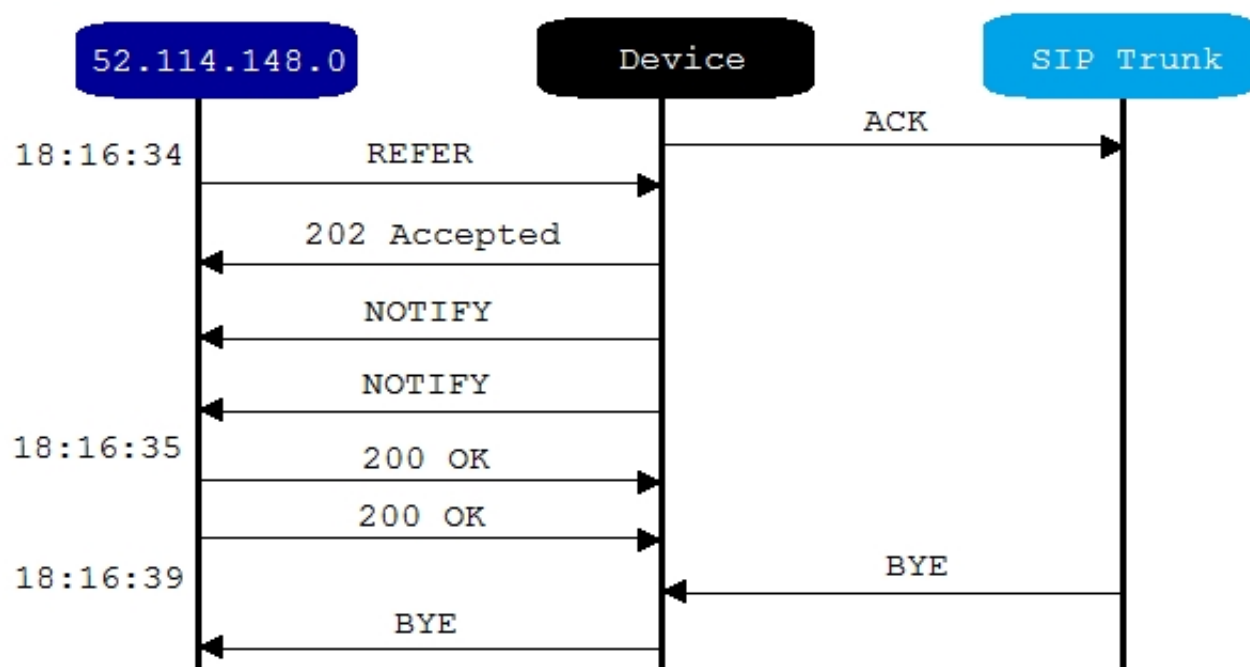 52.114.148.0
Device
SIP Trunk
ACK
18:16:34
REFER
202 Accepted
NOTIFY
NOTIFY
18:16:35
200 OK
200 OK
18:16:39
BYE
BYE